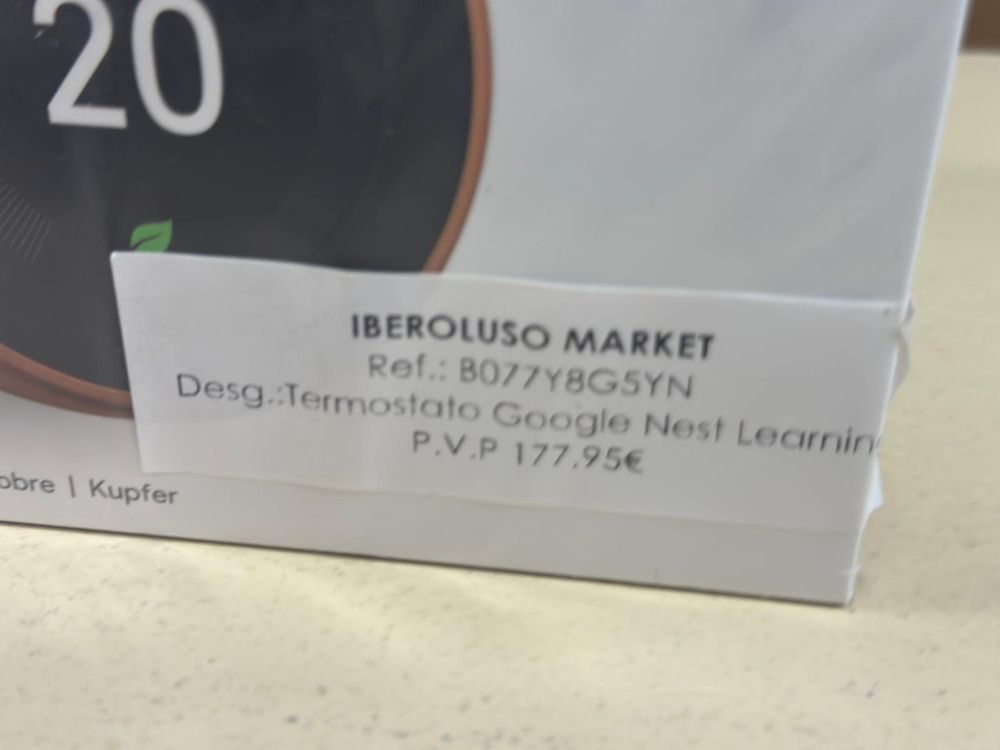 20
IBEROLUSO MARKET
Ref.: B077Y8G5YN
Desg.:Termostato Google Nest Learnin
P.V.P 177.95€
obre | Kupfer